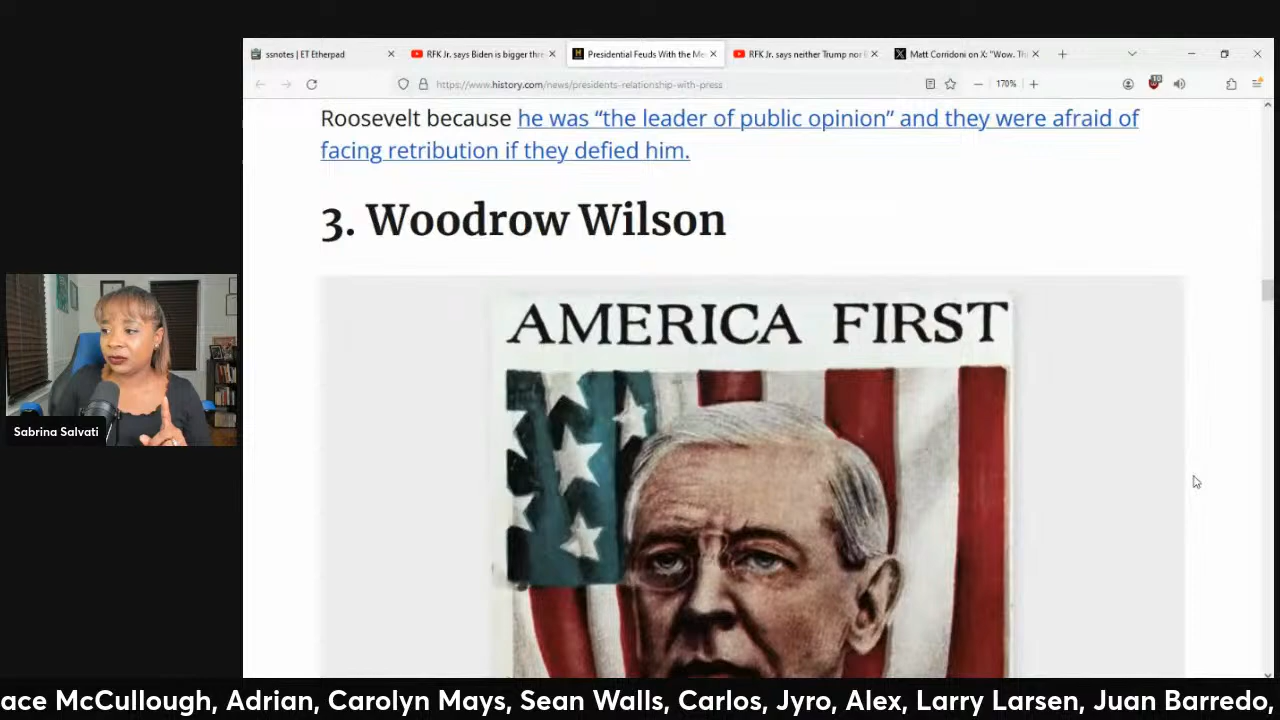 ssnotes | ET Etherpad
RFK Jr. says Biden is bigger thre
Presidential Feuds With the Me
RFK Jr. says neither Trump nor
Matt Corridoni on X: "Wow. Th
https://www.history.com/news/presidents-relationship-with-press
170%
Roosevelt because he was “the leader of public opinion” and they were afraid of
facing retribution if they defied him.
3. Woodrow Wilson
AMERICA FIRST
Sabrina Salvati
ace McCullough, Adrian, Carolyn Mays, Sean Walls, Carlos, Jyro, Alex, Larry Larsen, Juan Barredo,